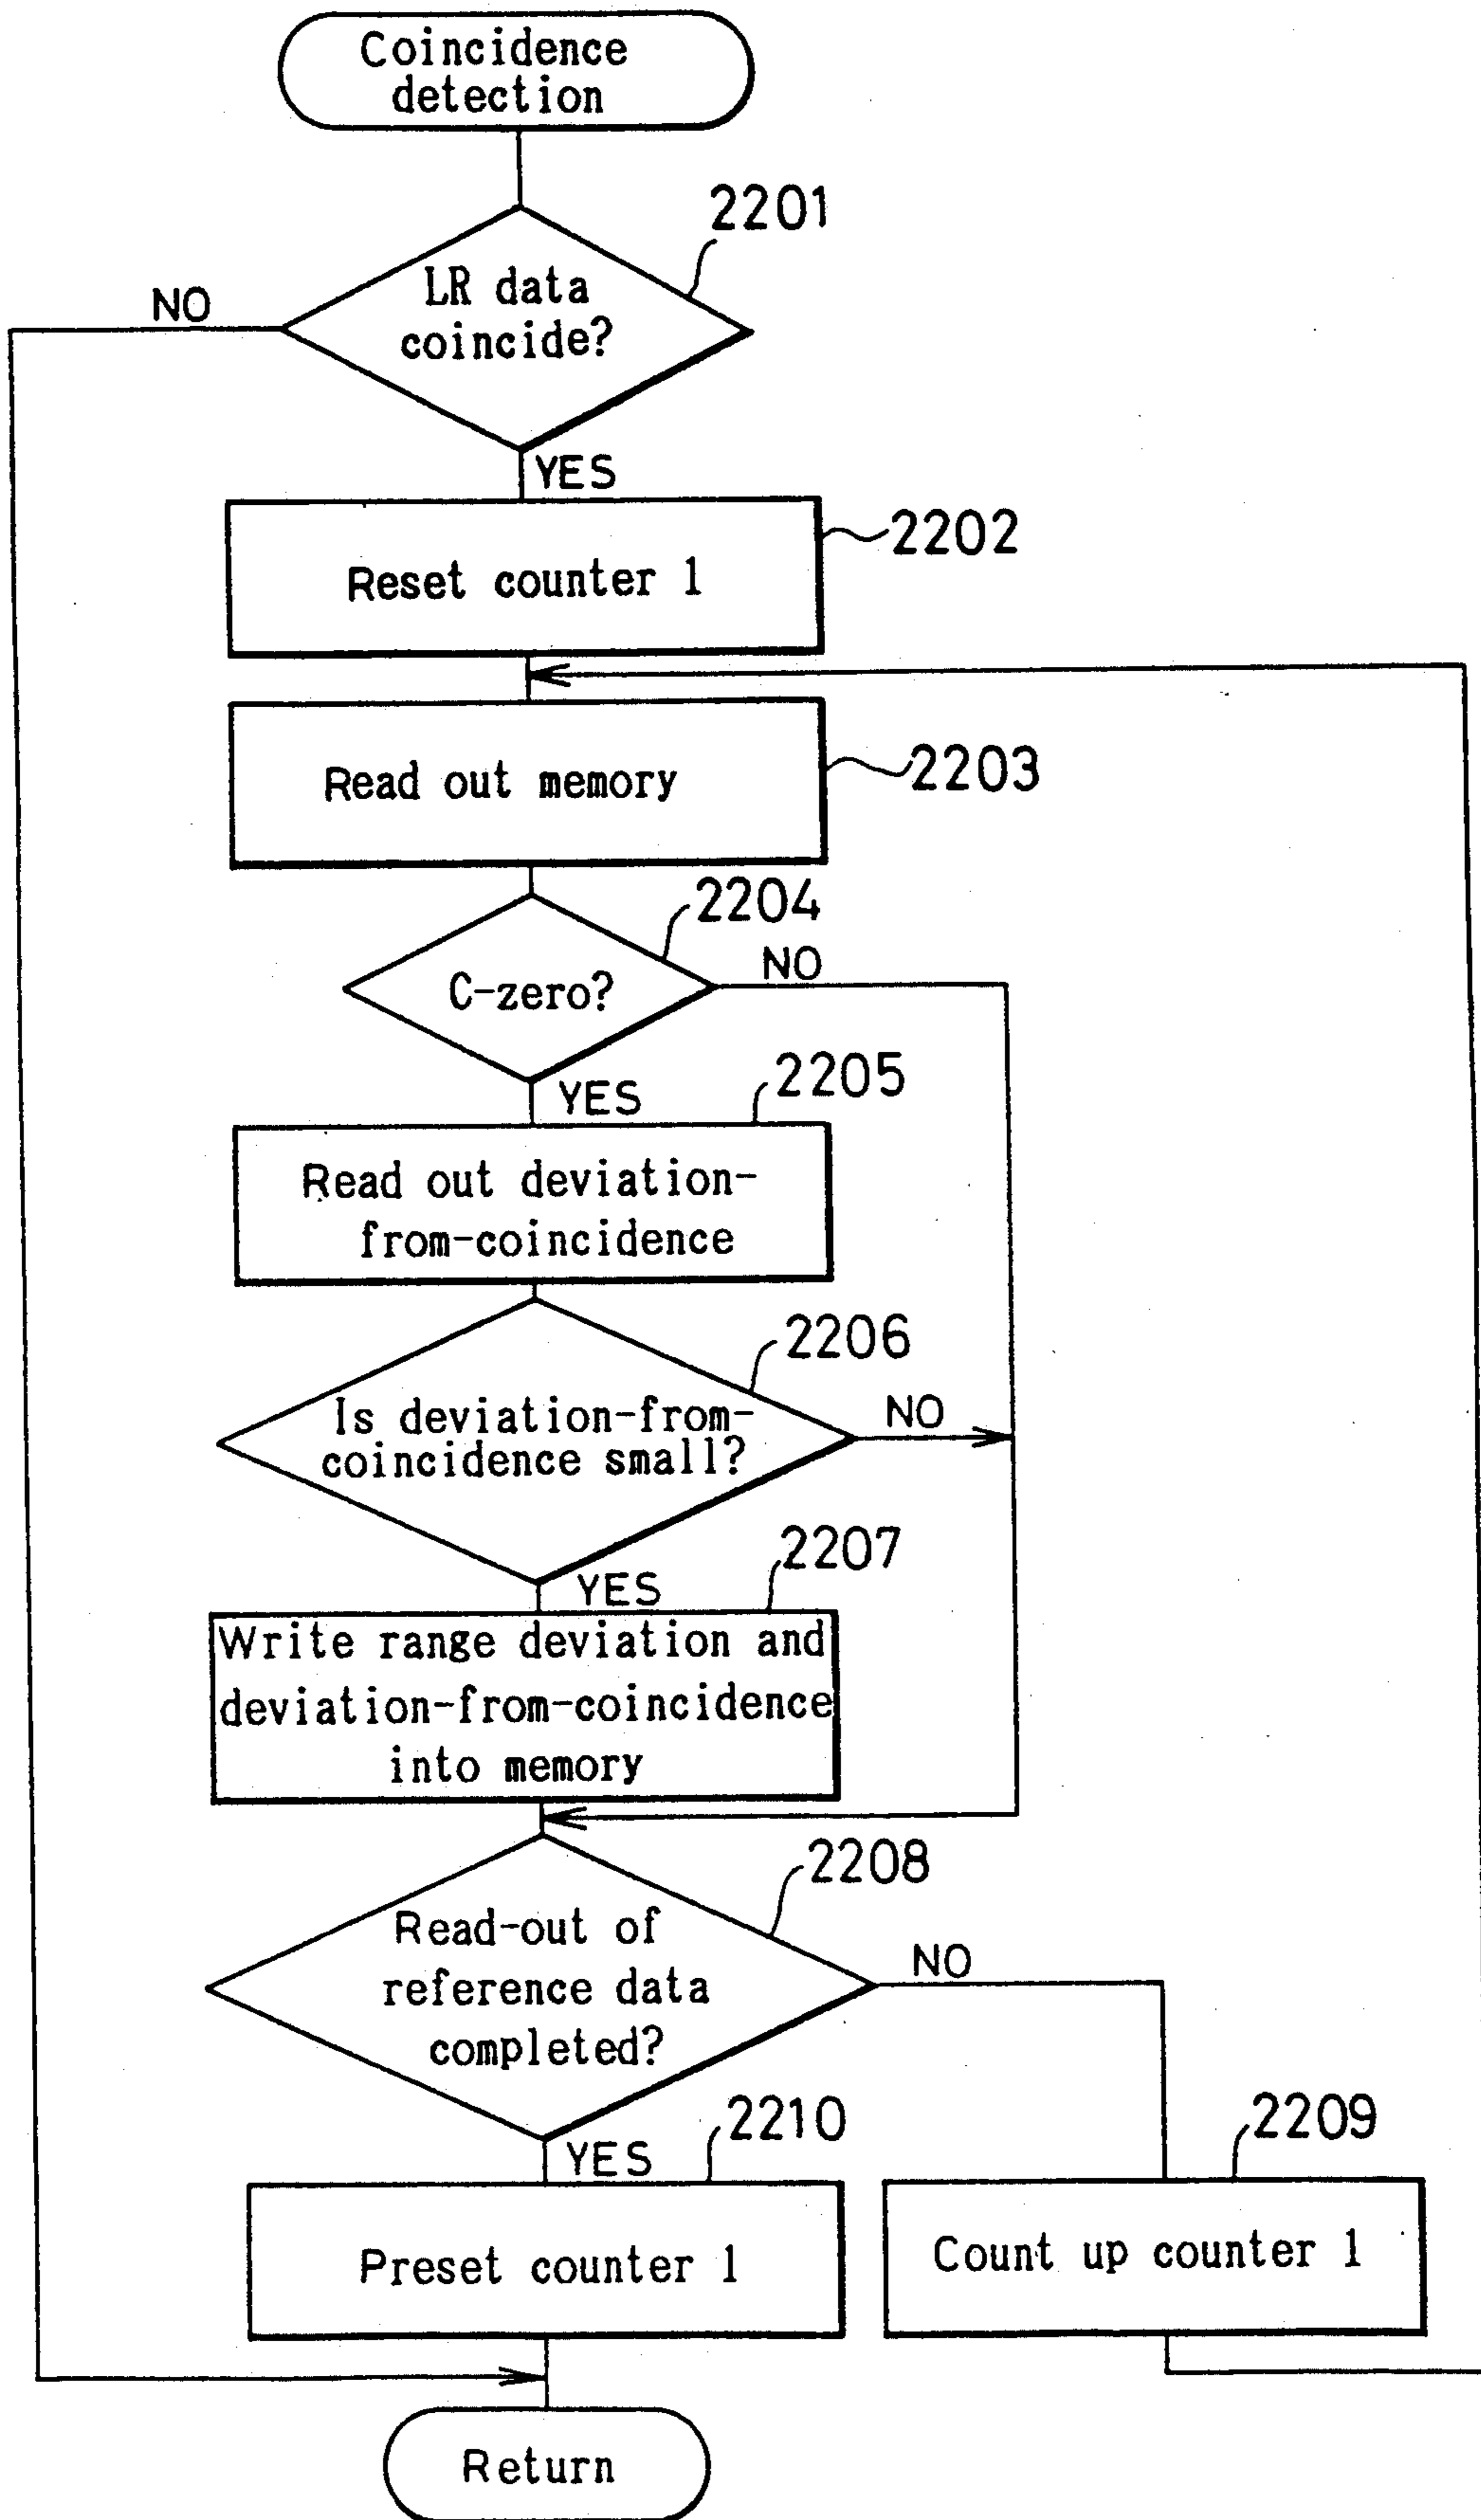 Coincidence
detection
2201
LR data
coincide?
NO
YES
2202
Reset counter 1
Read out memory
2203
2204
C-zero?
NO
YES
2205
Read out deviation-
from-coincidence
2206
Is deviation-from-
coincidence small?
NO
YES
2207
Write range deviation and
deviation-from-coincidence
into memory
2208
Read-out of
reference data
completed?
NO
YES
2210
2209
Preset counter 1
Count up counter 1
Return